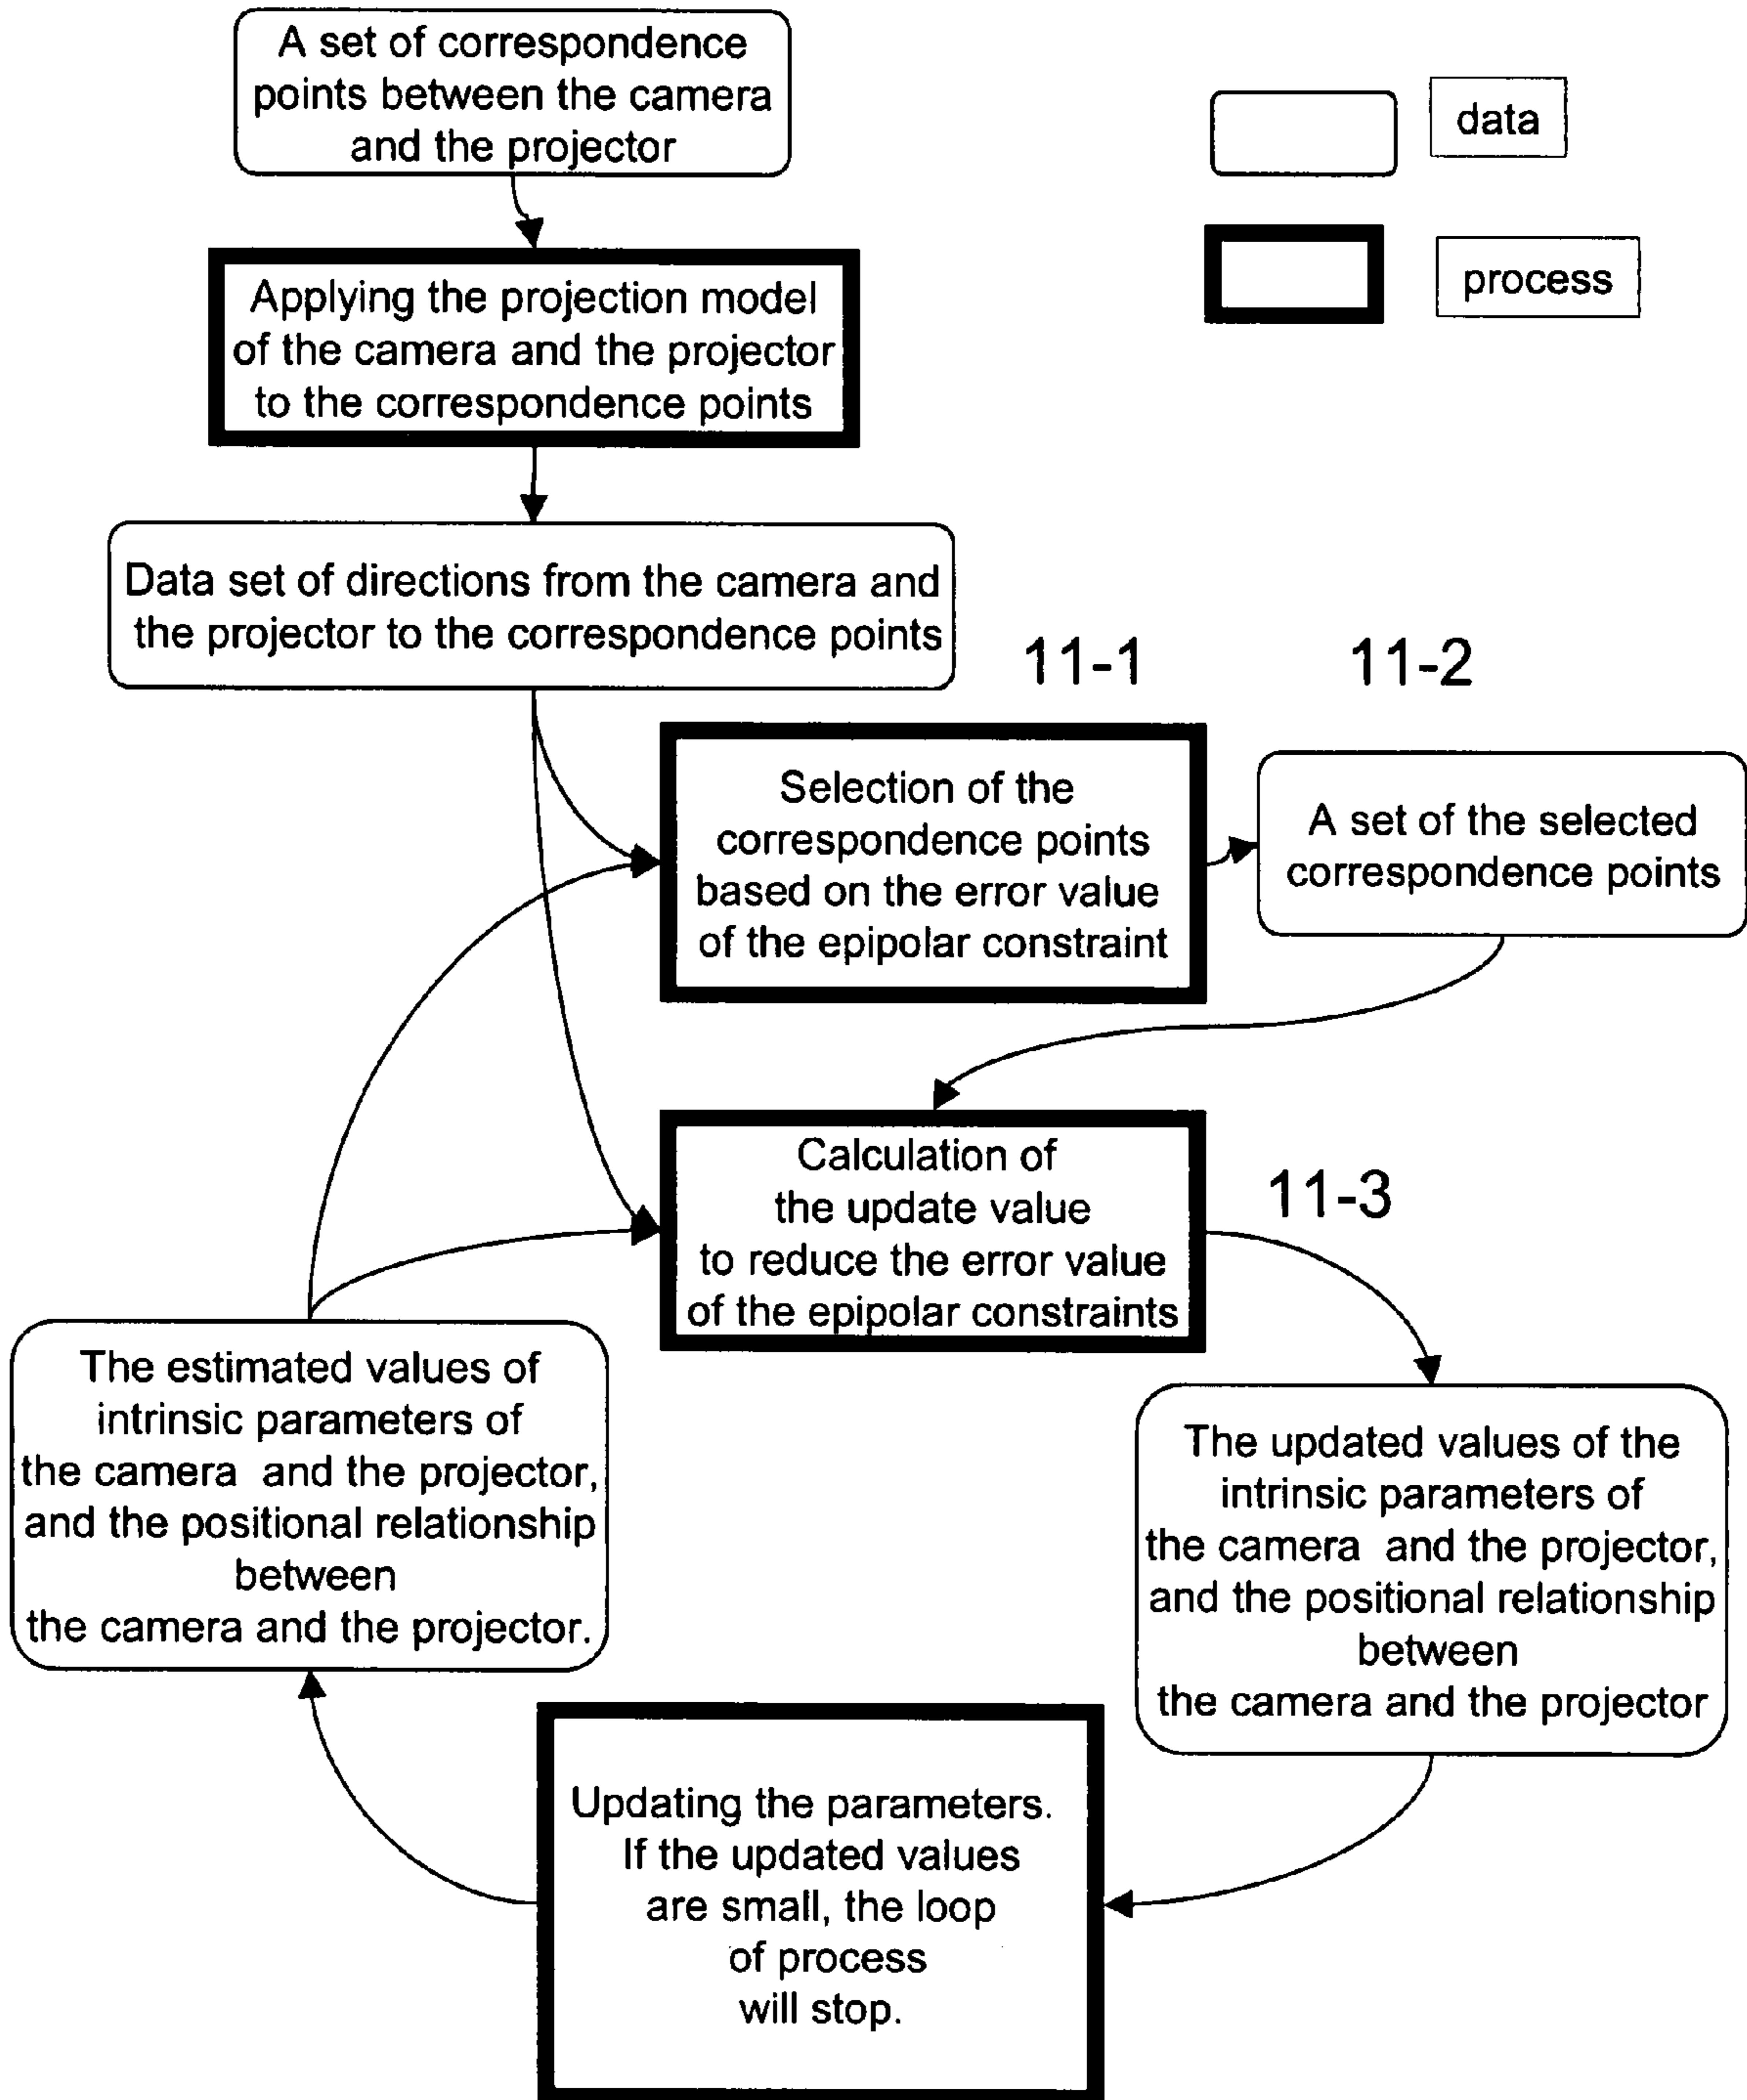 A set of correspondence
points between the camera
and the projector
data
process
Applying the projection model
of the camera and the projector
to the correspondence points
Data set of directions from the camera and
the projector to the correspondence points
11-1
11-2
Selection of the
correspondence points
based on the error value
of the epipolar constraint
A set of the selected
correspondence points
Calculation of
the update value
to reduce the error value
of the epipolar constraints
11-3
The estimated values of
intrinsic parameters of
the camera and the projector,
and the positional relationship
between
the camera and the projector.
The updated values of the
intrinsic parameters of
the camera and the projector,
and the positional relationship
between
the camera and the projector
Updating the parameters.
If the updated values
are small, the loop
of process
will stop.